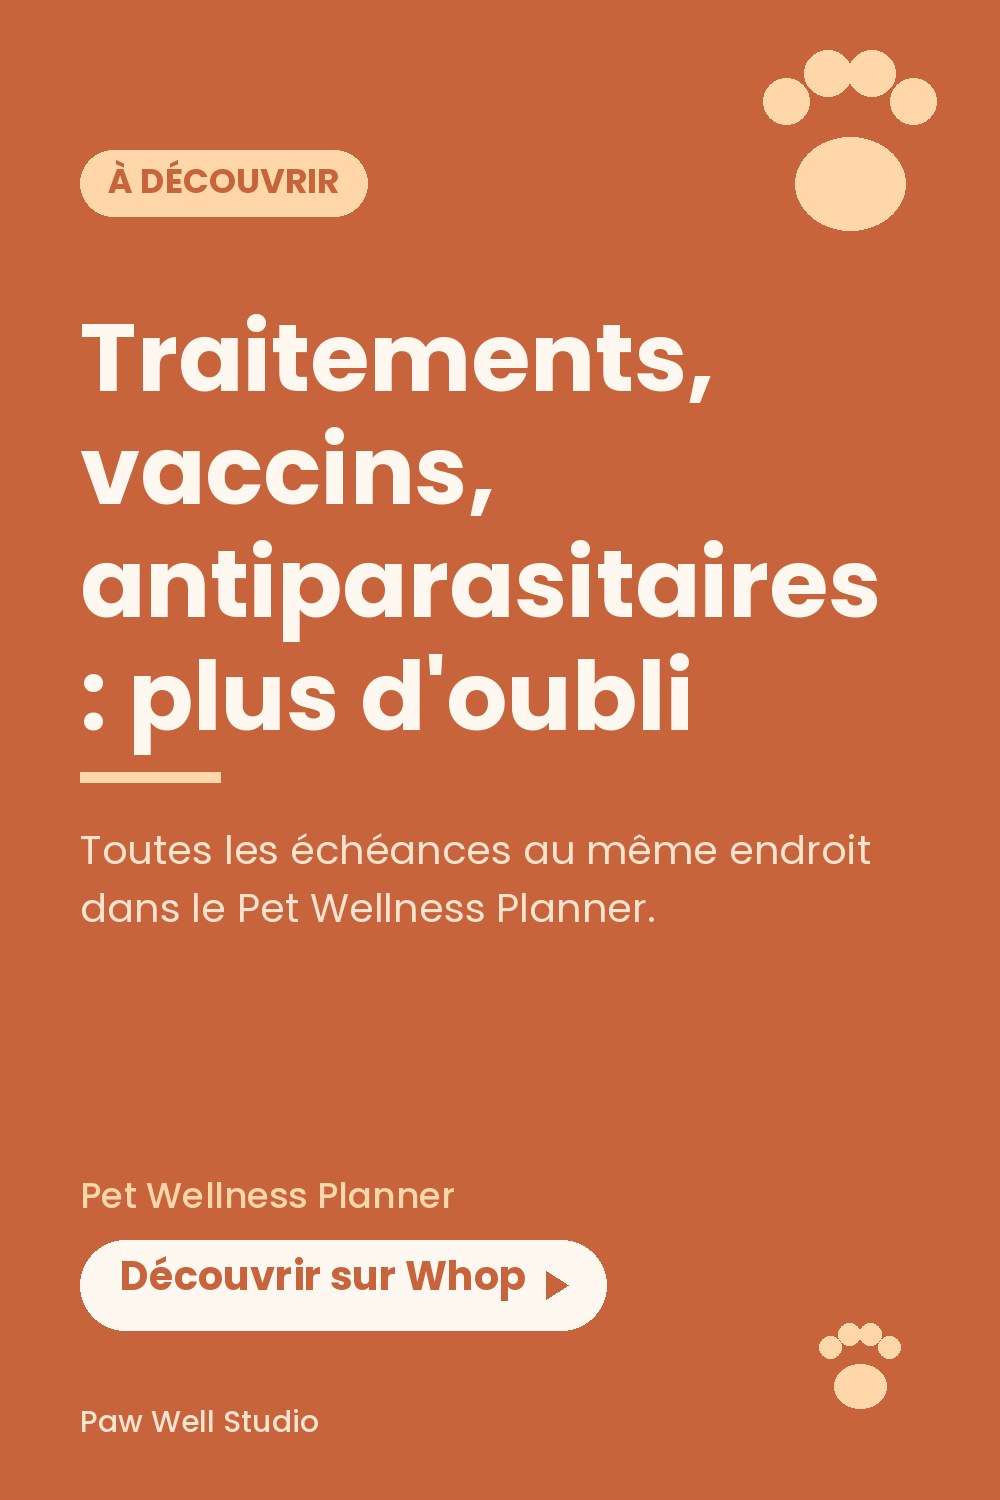 À DÉCOUVRIR
Traitements,
vaccins,
antiparasitaires
: plus d'oubli
Toutes les échéances au même endroit
dans le Pet Wellness Planner.
Pet Wellness Planner
Découvrir sur Whop
Paw Well Studio